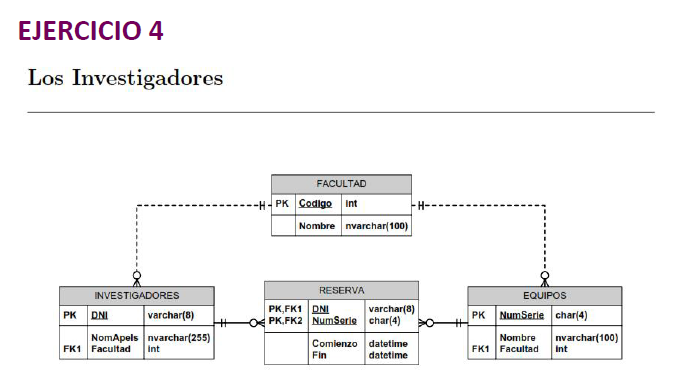 EJERCICIO 4
Los Investigadores
FACULTAD
PK Codigo int
Nombre nvarchar(100)
INVESTIGADORES
PK DNI varchar(8)
NomApels nvarchar(255)
FK1 Facultad int
RESERVA
PK,FK1 DNI varchar(8)
PK,FK2 NumSerie char(4)
Comienzo datetime
Fin datetime
EQUIPOS
PK NumSerie char(4)
Nombre nvarchar(100)
FK1 Facultad int